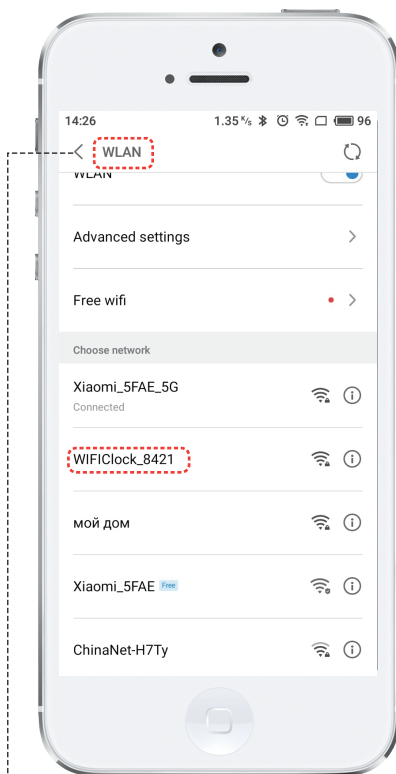 14:26 1.35 K/s 96
WLAN
WLAN
Advanced settings
Free wifi
Choose network
Xiaomi_5FAE_5G
Connected
WIFIClock_8421
мой дом
Xiaomi_5FAE Free
ChinaNet-H7Ty